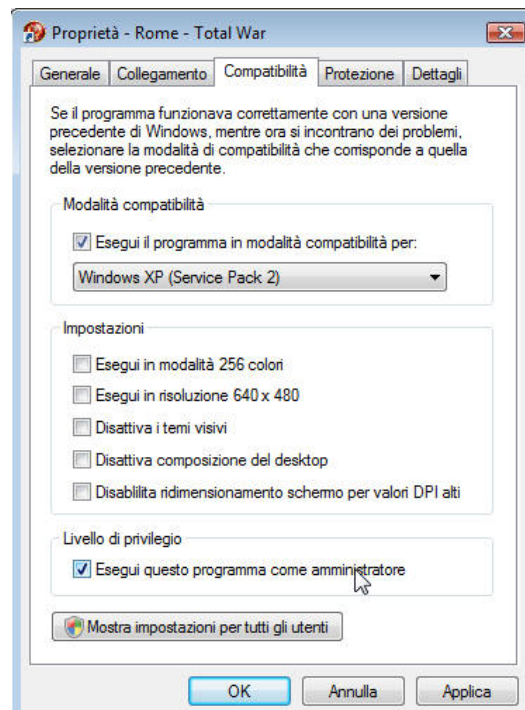 Proprietà - Rome - Total War
Generale Collegamento Compatibilità Protezione Dettagli
Se il programma funzionava correttamente con una versione
precedente di Windows, mentre ora si incontrano dei problemi,
selezionare la modalità di compatibilità che corrisponde a quella
della versione precedente.
Modalità compatibilità
Esegui il programma in modalità compatibilità per:
Windows XP (Service Pack 2)
Impostazioni
Esegui in modalità 256 colori
Esegui in risoluzione 640 x 480
Disattiva i temi visivi
Disattiva composizione del desktop
Disablilita ridimensionamento schermo per valori DPI alti
Livello di privilegio
Esegui questo programma come amministratore
Mostra impostazioni per tutti gli utenti
OK Annulla Applica